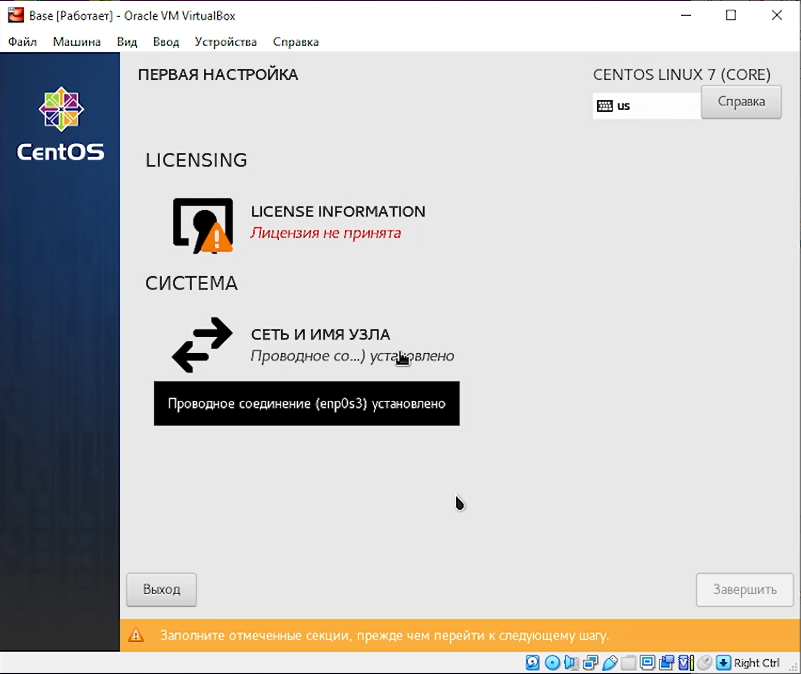 Base [Работает] - Oracle VM VirtualBox
Файл Машина Вид Ввод Устройства Справка
ПЕРВАЯ НАСТРОЙКА
CENTOS LINUX 7 (CORE)
us
Справка
CentOS
LICENSING
LICENSE INFORMATION
Лицензия не принята
СИСТЕМА
СЕТЬ И ИМЯ УЗЛА
Проводное со...) установлено
Проводное соединение (enp0s3) установлено
Выход
Завершить
Заполните отмеченные секции, прежде чем перейти к следующему шагу.
Right Ctrl